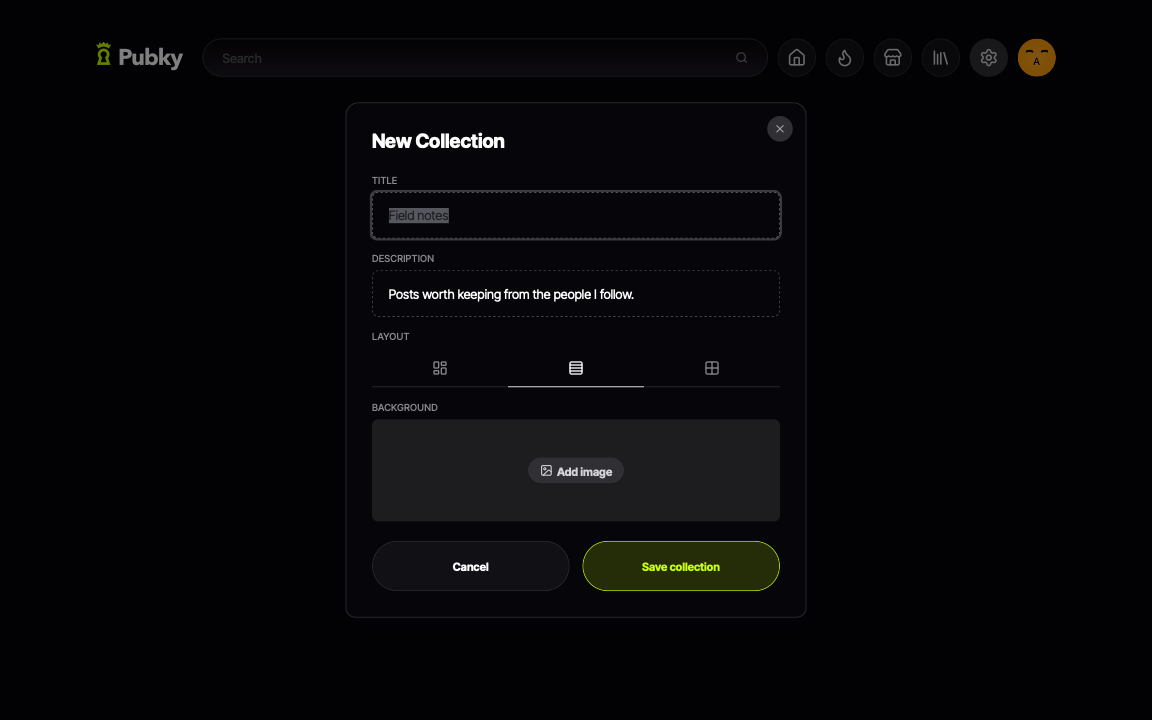 Pubky
Search
A
New Collection
TITLE
Field notes
DESCRIPTION
Posts worth keeping from the people I follow.
LAYOUT
BACKGROUND
Add image
Cancel
Save collection